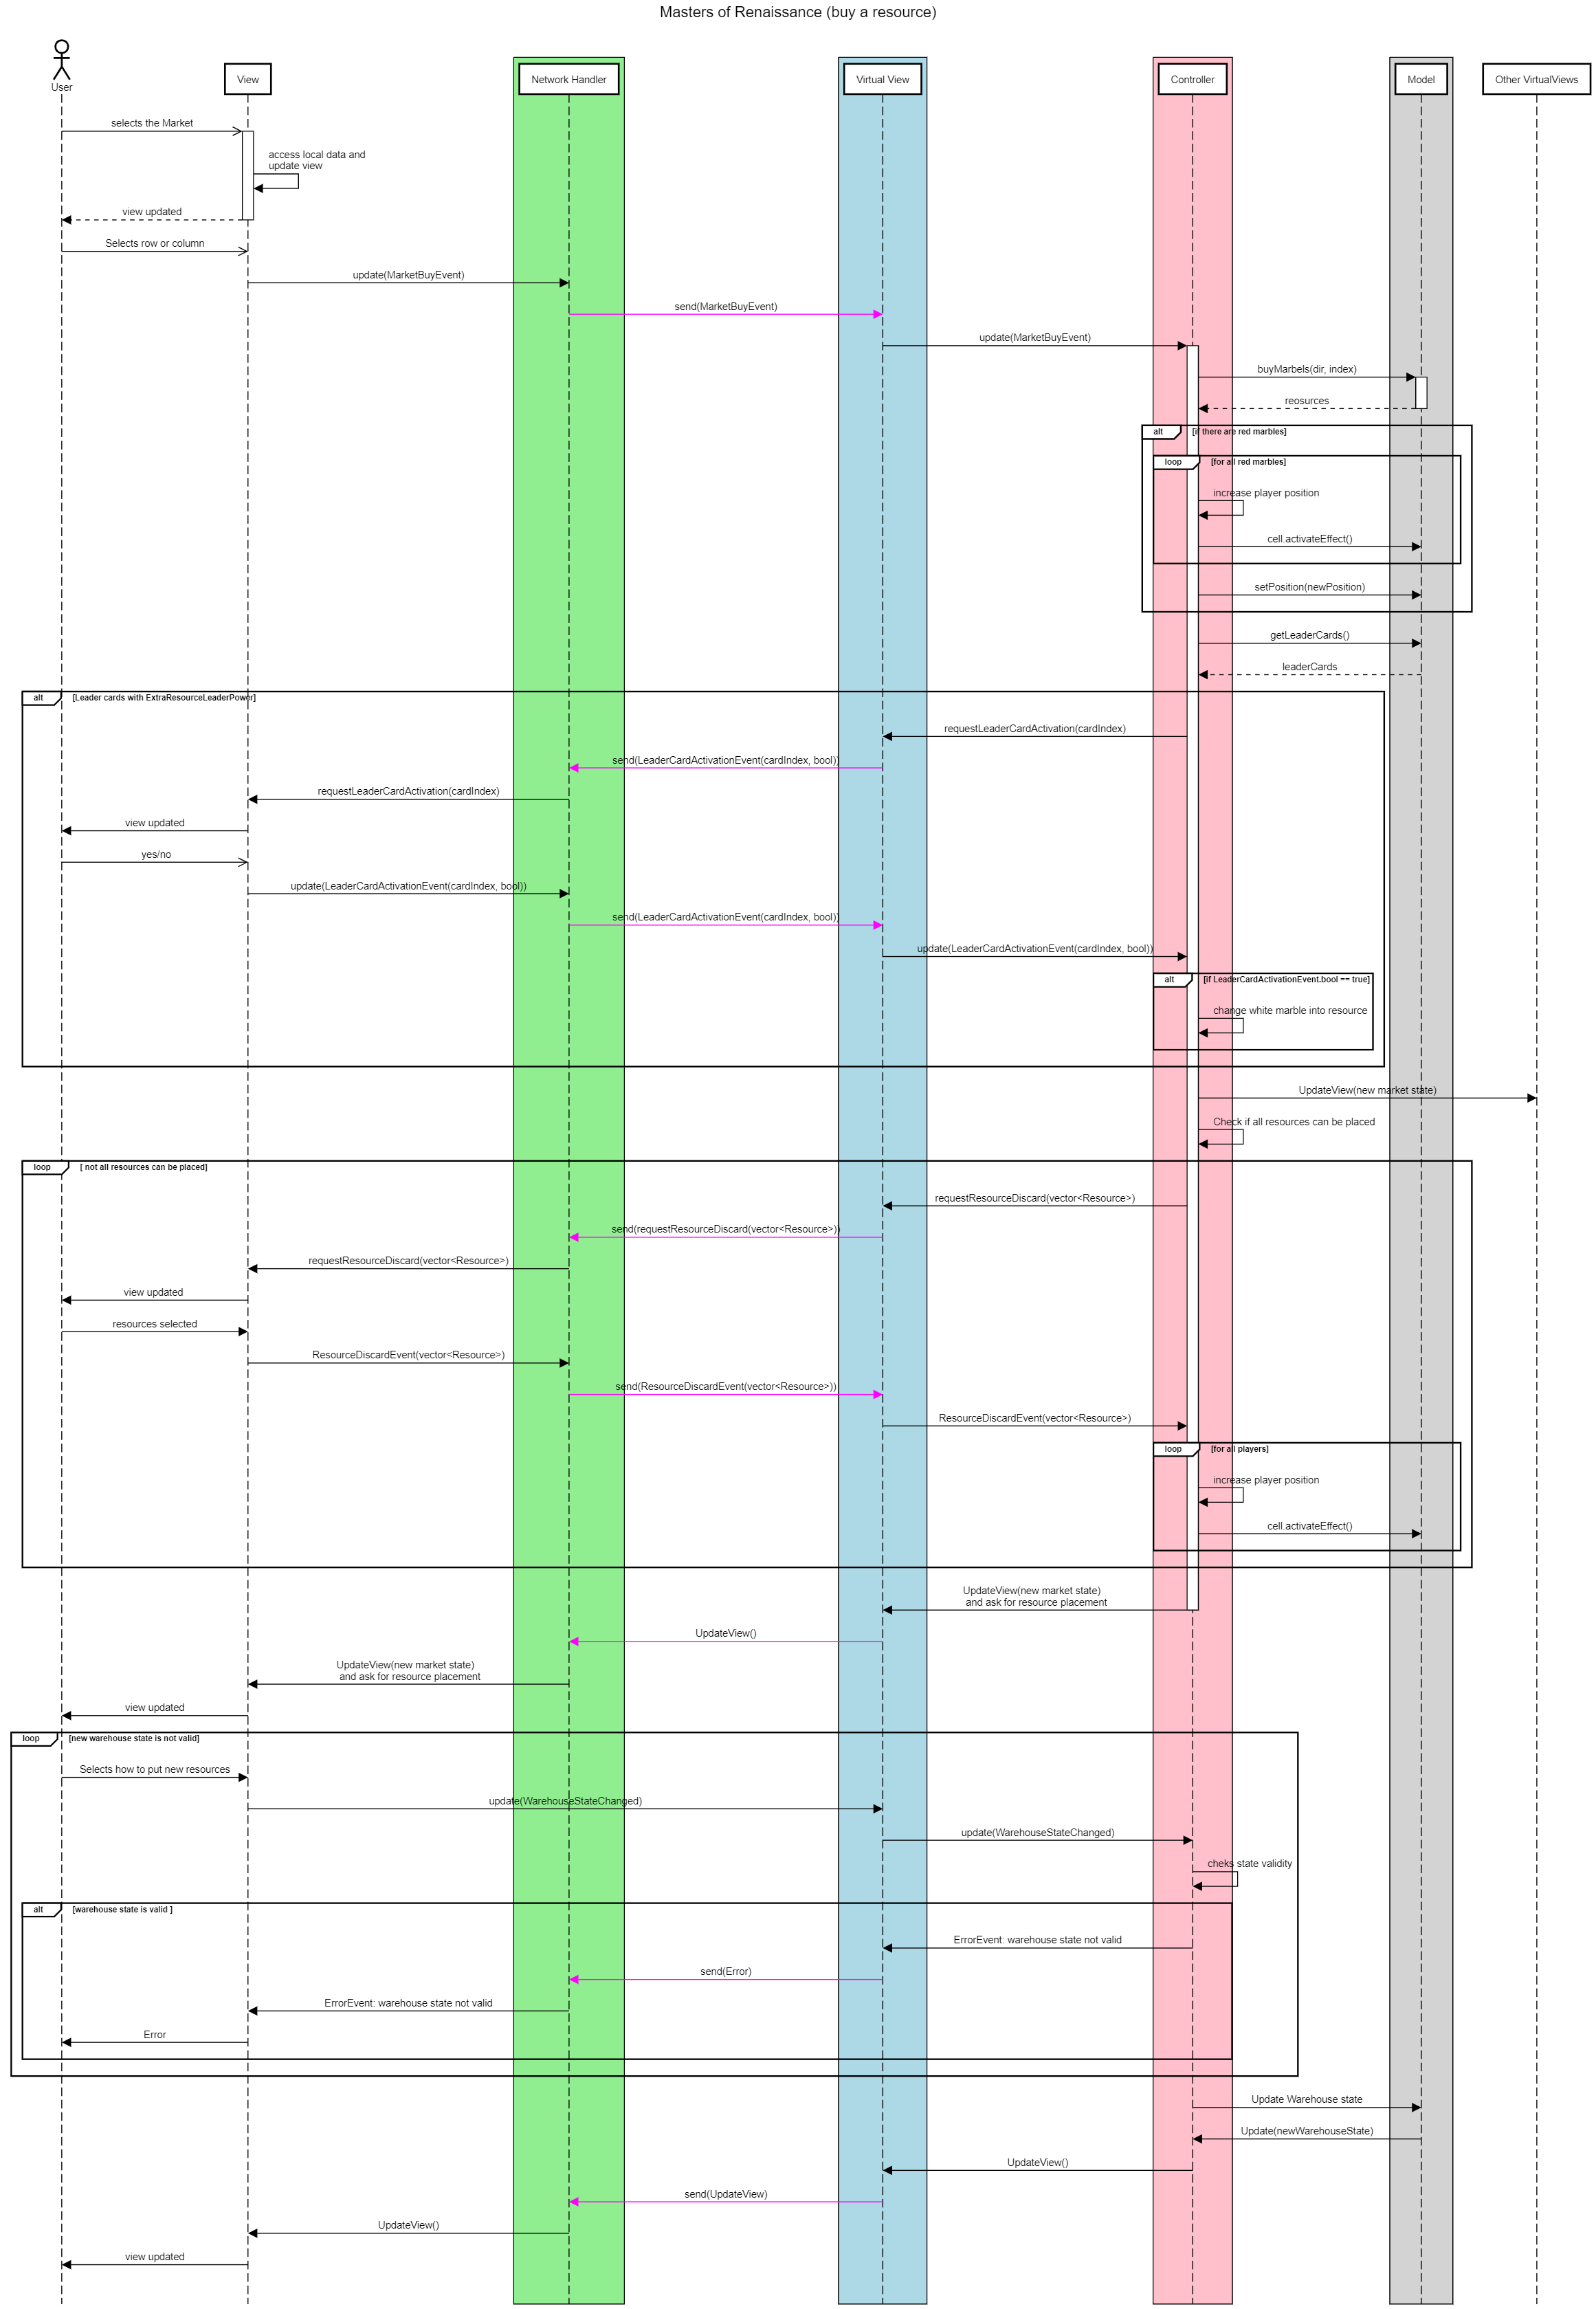 Masters of Renaissance (buy a resource)
User
View
Network Handler
Virtual View
Controller
Model
Other VirtualViews
selects the Market
access local data and
update view
view updated
Selects row or column
update(MarketBuyEvent)
send(MarketBuyEvent)
update(MarketBuyEvent)
buyMarbels(dir, index)
reosurces
alt [if there are red marbles]
loop [for all red marbles]
increase player position
cell.activateEffect()
setPosition(newPosition)
getLeaderCards()
leaderCards
alt [Leader cards with ExtraResourceLeaderPower]
requestLeaderCardActivation(cardIndex)
send(LeaderCardActivationEvent(cardIndex, bool))
requestLeaderCardActivation(cardIndex)
view updated
yes/no
update(LeaderCardActivationEvent(cardIndex, bool))
send(LeaderCardActivationEvent(cardIndex, bool))
update(LeaderCardActivationEvent(cardIndex, bool))
alt [if LeaderCardActivationEvent.bool == true]
change white marble into resource
UpdateView(new market state)
Check if all resources can be placed
loop [ not all resources can be placed]
requestResourceDiscard(vector<Resource>)
send(requestResourceDiscard(vector<Resource>))
requestResourceDiscard(vector<Resource>)
view updated
resources selected
ResourceDiscardEvent(vector<Resource>)
send(ResourceDiscardEvent(vector<Resource>))
ResourceDiscardEvent(vector<Resource>)
loop [for all players]
increase player position
cell.activateEffect()
UpdateView(new market state)
and ask for resource placement
UpdateView()
UpdateView(new market state)
and ask for resource placement
view updated
loop [new warehouse state is not valid]
Selects how to put new resources
update(WarehouseStateChanged)
update(WarehouseStateChanged)
cheks state validity
alt [warehouse state is valid ]
ErrorEvent: warehouse state not valid
send(Error)
ErrorEvent: warehouse state not valid
Error
Update Warehouse state
Update(newWarehouseState)
UpdateView()
send(UpdateView)
UpdateView()
view updated